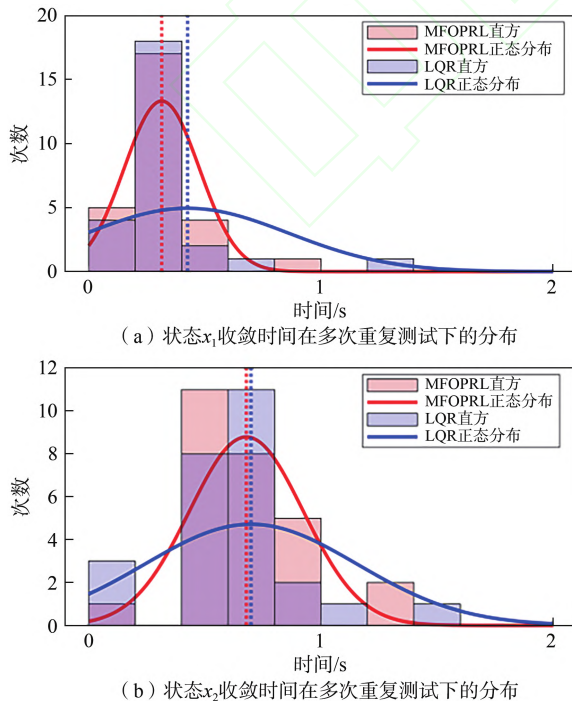 20
15
10
5
0
次数
MFOPRL直方
MFOPRL正态分布
LQR直方
LQR正态分布
0
1
2
时间/s
（a）状态x₁收敛时间在多次重复测试下的分布
12
10
8
6
4
2
0
次数
MFOPRL直方
MFOPRL正态分布
LQR直方
LQR正态分布
0
1
2
时间/s
（b）状态x₂收敛时间在多次重复测试下的分布